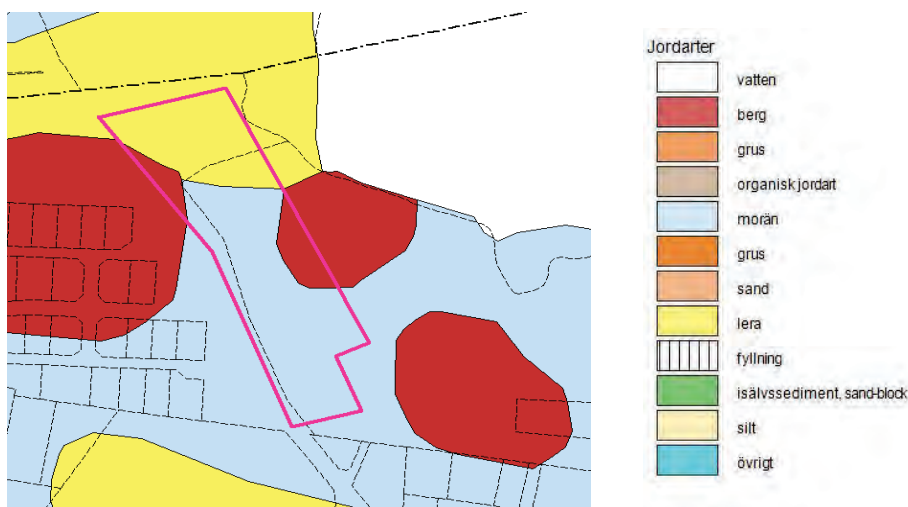 Jordarter
vatten
berg
grus
organisk jordart
morän
grus
sand
lera
fyllning
isälvssediment, sand-block
silt
övrigt